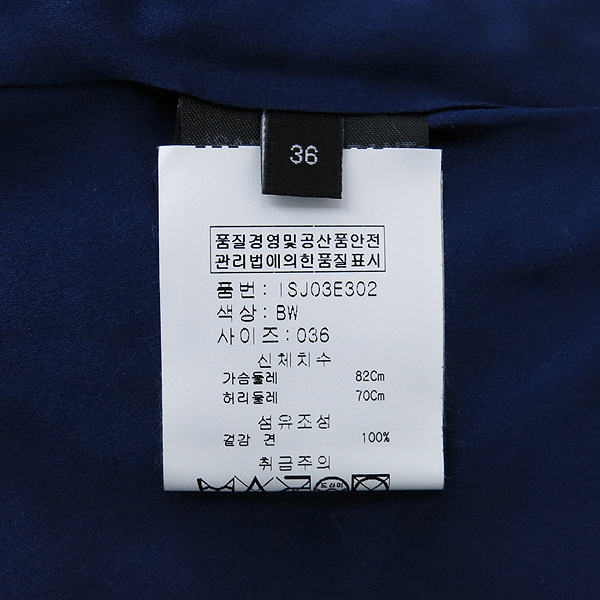 36
품질경영및공산품안전
관리법에의한품질표시
품번: ISJ03E302
색상: BW
사이즈: 036
신체치수
가슴둘레 82Cm
허리둘레 70Cm
섬유조성
겉감 견 100%
취급주의
드라이